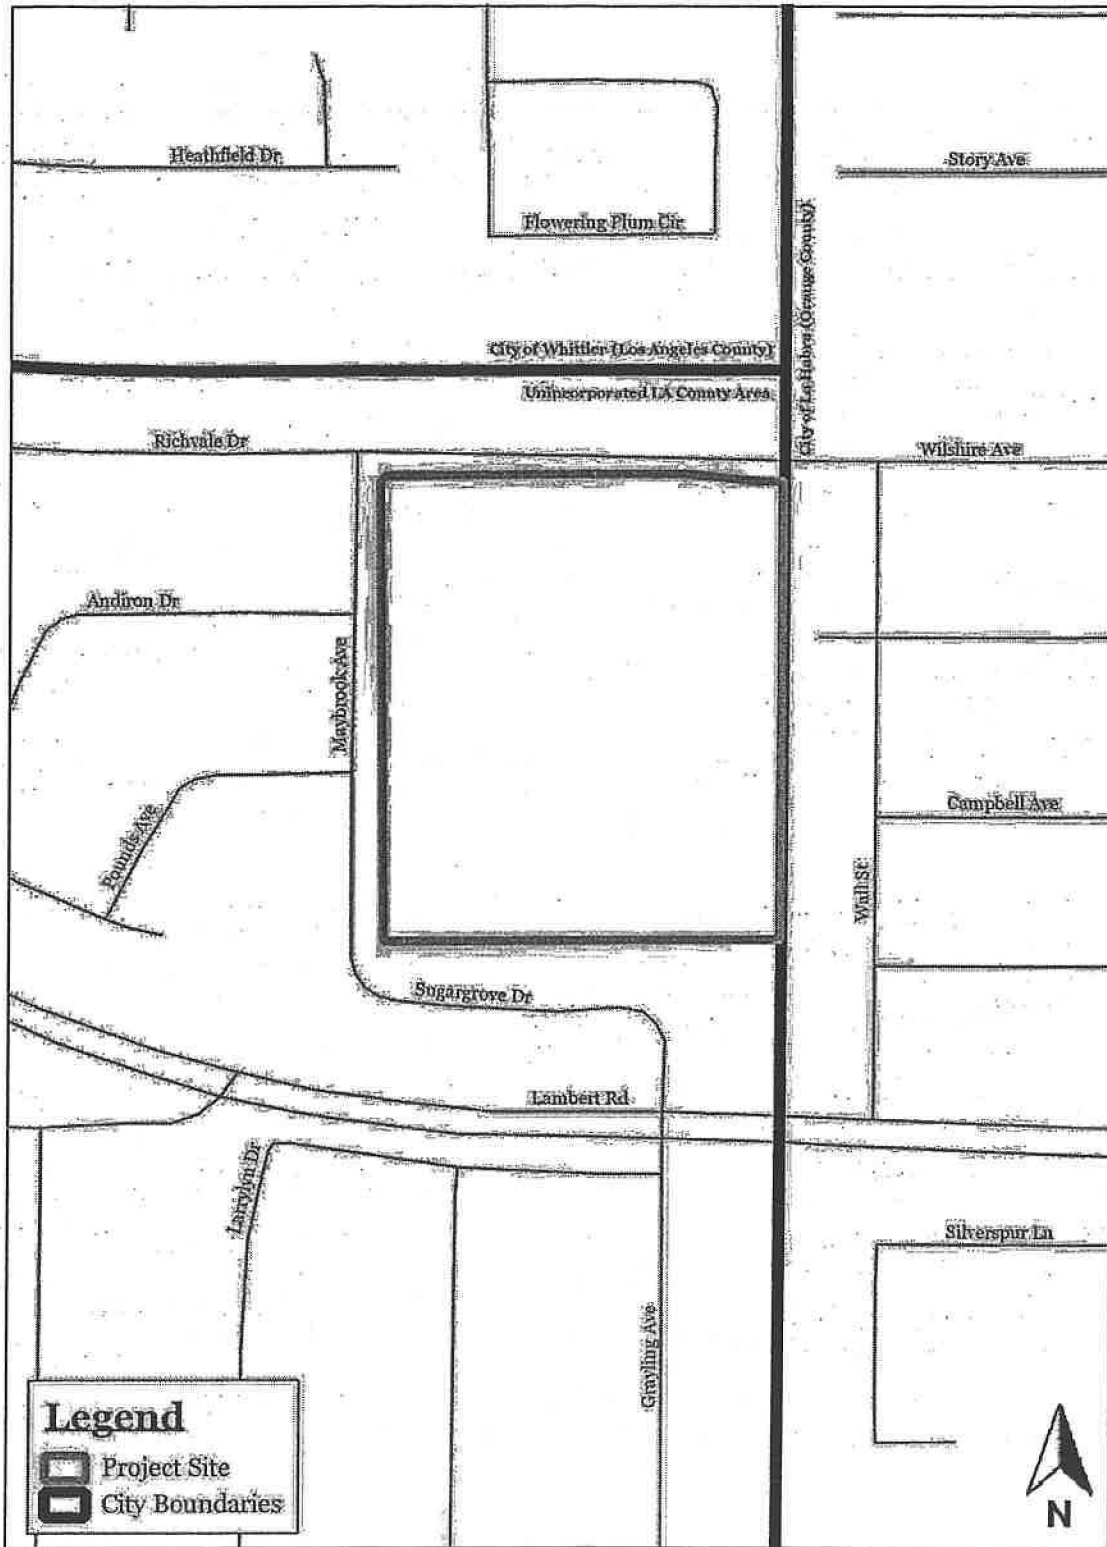 Heathfield Dr
Story Ave
Flowering Plum Cir
City of La Habra (Orange County)
City of Whittier (Los Angeles County)
Unincorporated LA County Area
Richvale Dr
Wilshire Ave
Andiron Dr
Maybrook Ave
Pounds Ave
Campbell Ave
Wall St
Sugargrove Dr
Lambert Rd
Larrylyn Dr
Silverspur Ln
Grayling Ave
Legend
Project Site
City Boundaries
N